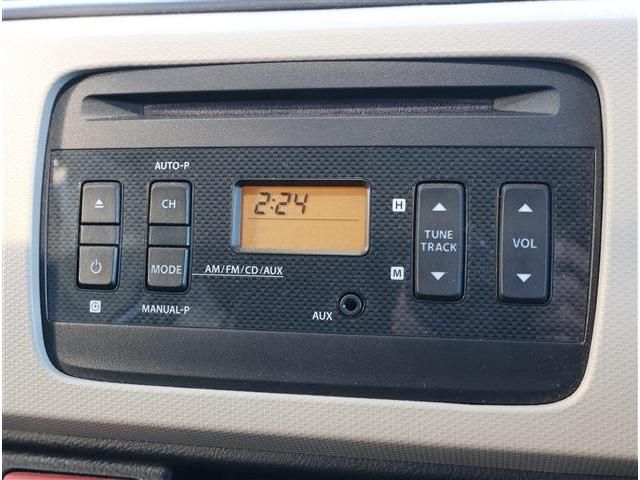 AUTO-P
CH
2:24
H
TUNE
TRACK
VOL
MODE
AM/FM/CD/AUX
M
MANUAL-P
AUX